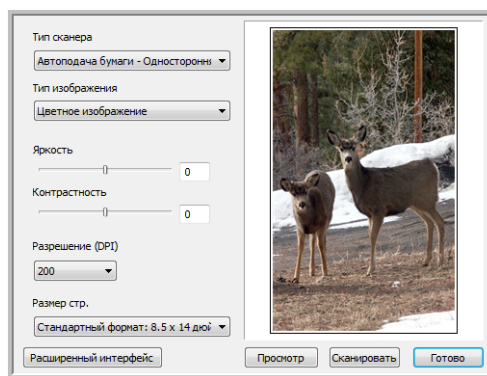 Тип сканера
Автоподача бумаги - Односторонн
Тип изображения
Цветное изображение
Яркость
0
Контрастность
0
Разрешение (DPI)
200
Размер стр.
Стандартный формат: 8.5 x 14 дюй
Расширенный интерфейс
Просмотр
Сканировать
Готово